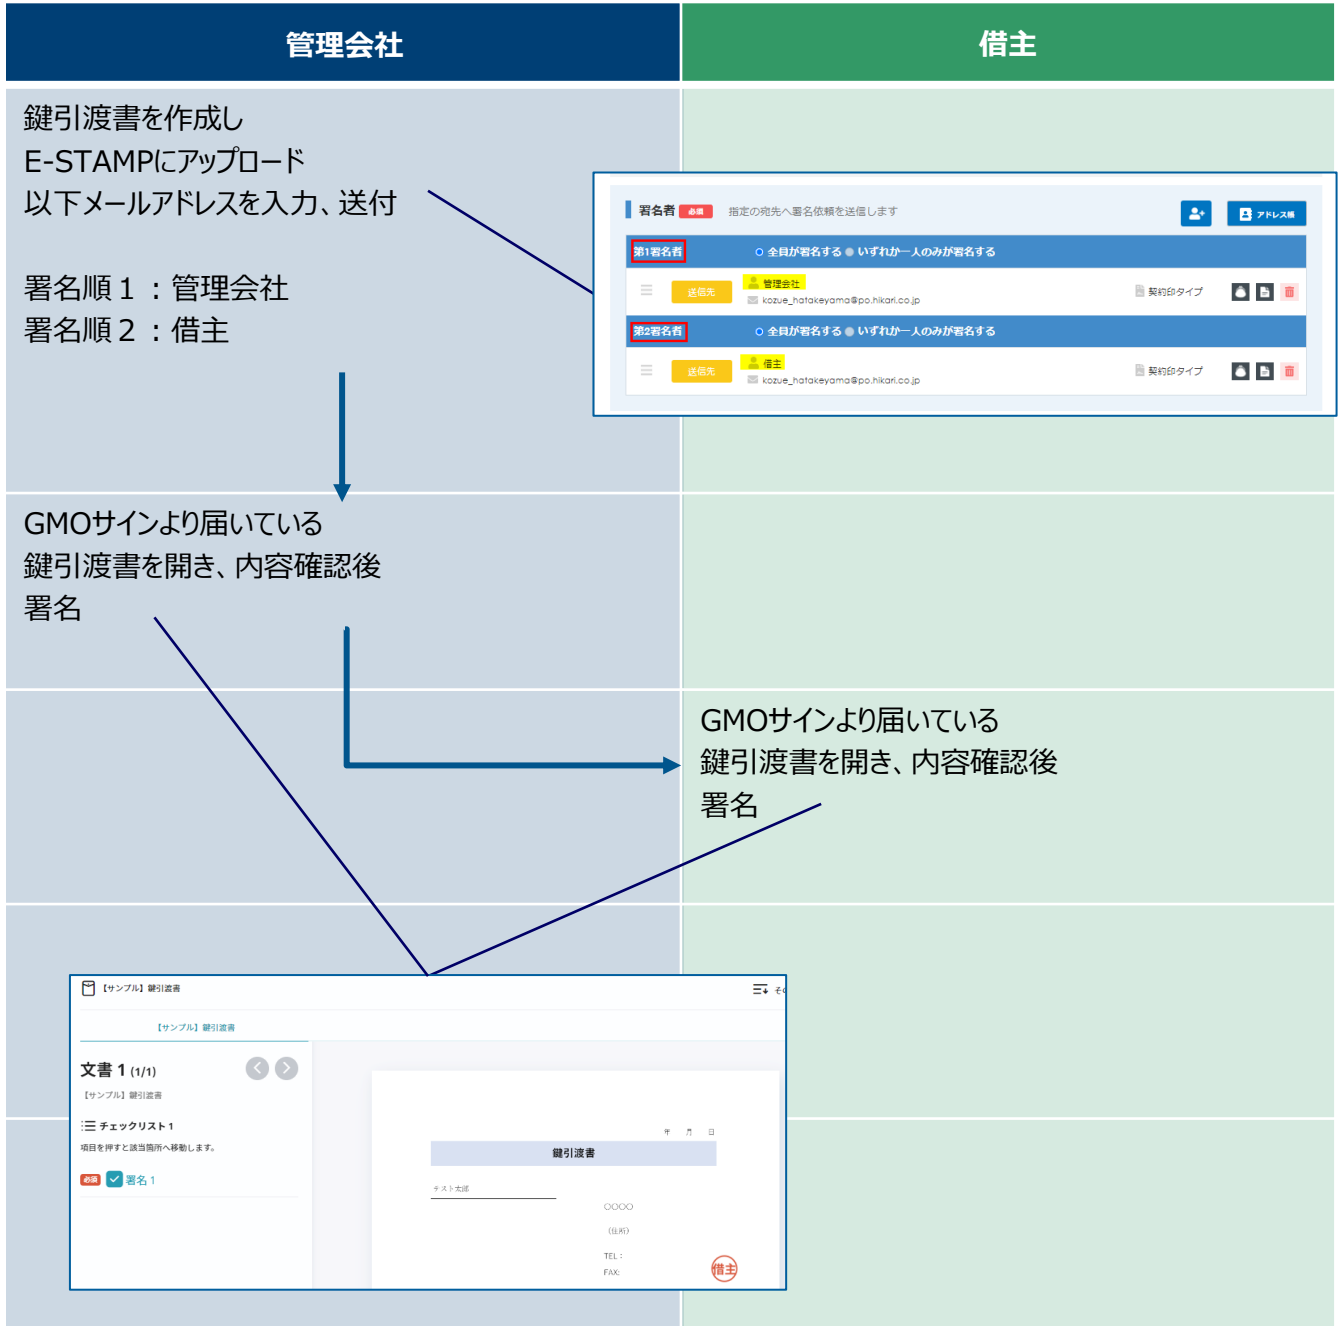 管理会社
借主
鍵引渡書を作成し
E-STAMPにアップロード
以下メールアドレスを入力、送付
署名順１：管理会社
署名順２：借主
署名者 必須 指定の宛先へ署名依頼を送信します
アドレス帳
第1署名者 全員が署名する いずれか一人のみが署名する
送信先 管理会社
kozue_hatakeyama@po.hikari.co.jp
契約印タイプ
第2署名者 全員が署名する いずれか一人のみが署名する
送信先 借主
kozue_hatakeyama@po.hikari.co.jp
契約印タイプ
GMOサインより届いている
鍵引渡書を開き、内容確認後
署名
GMOサインより届いている
鍵引渡書を開き、内容確認後
署名
【サンプル】鍵引渡書
その
【サンプル】鍵引渡書
文書 1 (1/1)
【サンプル】鍵引渡書
チェックリスト 1
項目を押すと該当箇所へ移動します。
必須 署名 1
年 月 日
鍵引渡書
テスト太郎
〇〇〇〇
（住所）
TEL：
FAX:
借主